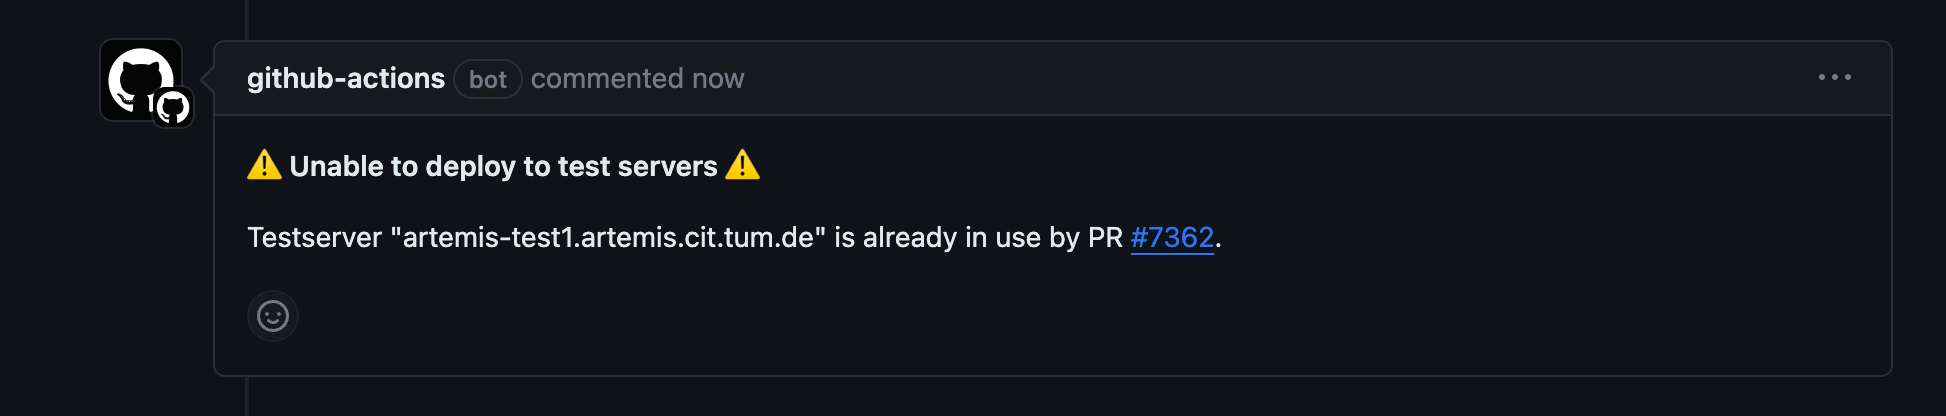 github-actions bot commented now
⚠️ Unable to deploy to test servers ⚠️
Testserver "artemis-test1.artemis.cit.tum.de" is already in use by PR #7362.